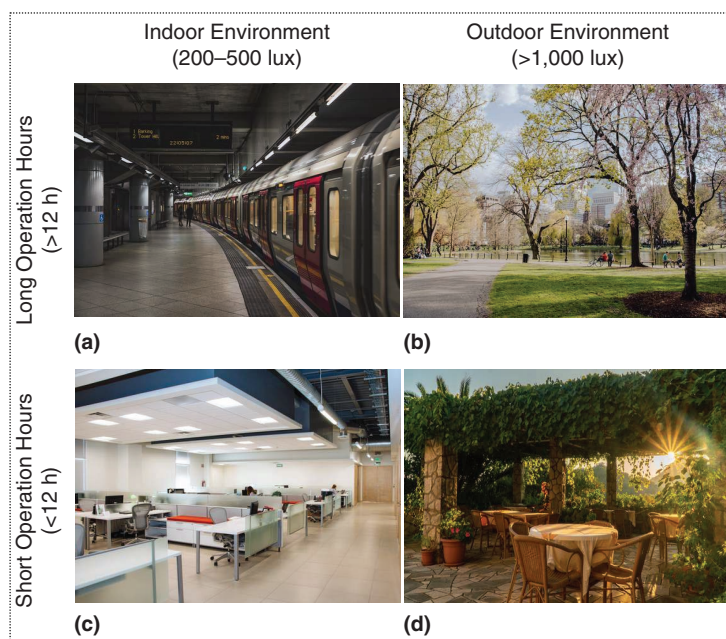 Indoor Environment
(200–500 lux)
Outdoor Environment
(>1,000 lux)
Long Operation Hours
(>12 h)
(a)
(b)
Short Operation Hours
(<12 h)
(c)
(d)